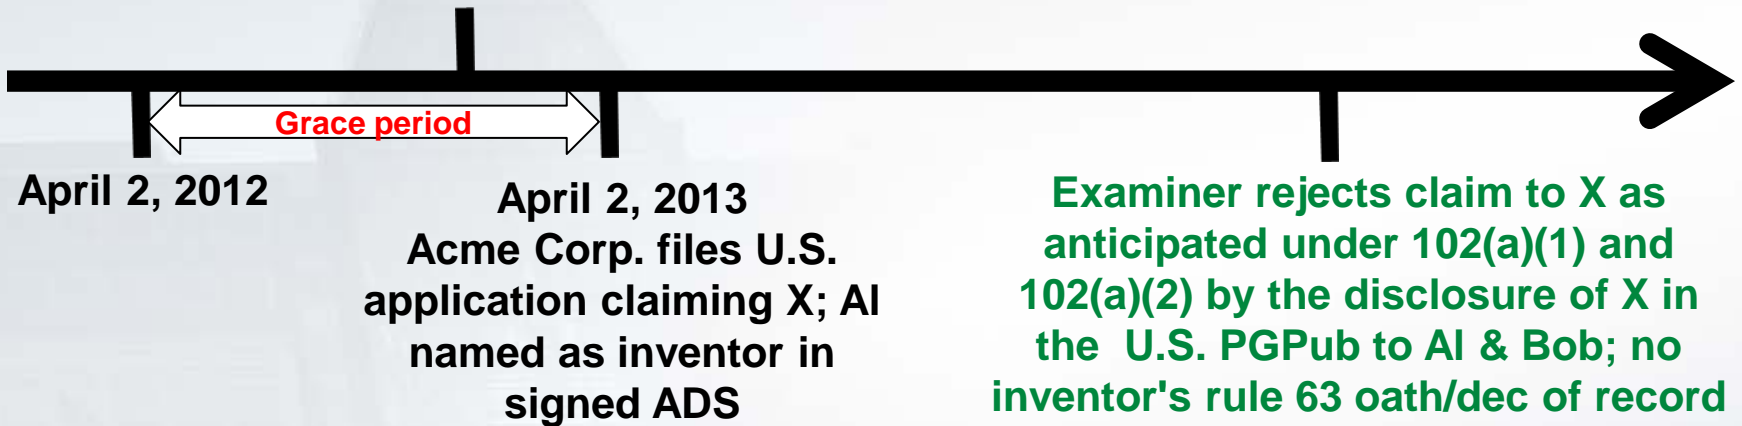 Grace period
April 2, 2012
April 2, 2013
Acme Corp. files U.S.
application claiming X; Al
named as inventor in
signed ADS
Examiner rejects claim to X as
anticipated under 102(a)(1) and
102(a)(2) by the disclosure of X in
the U.S. PGPub to Al & Bob; no
inventor's rule 63 oath/dec of record